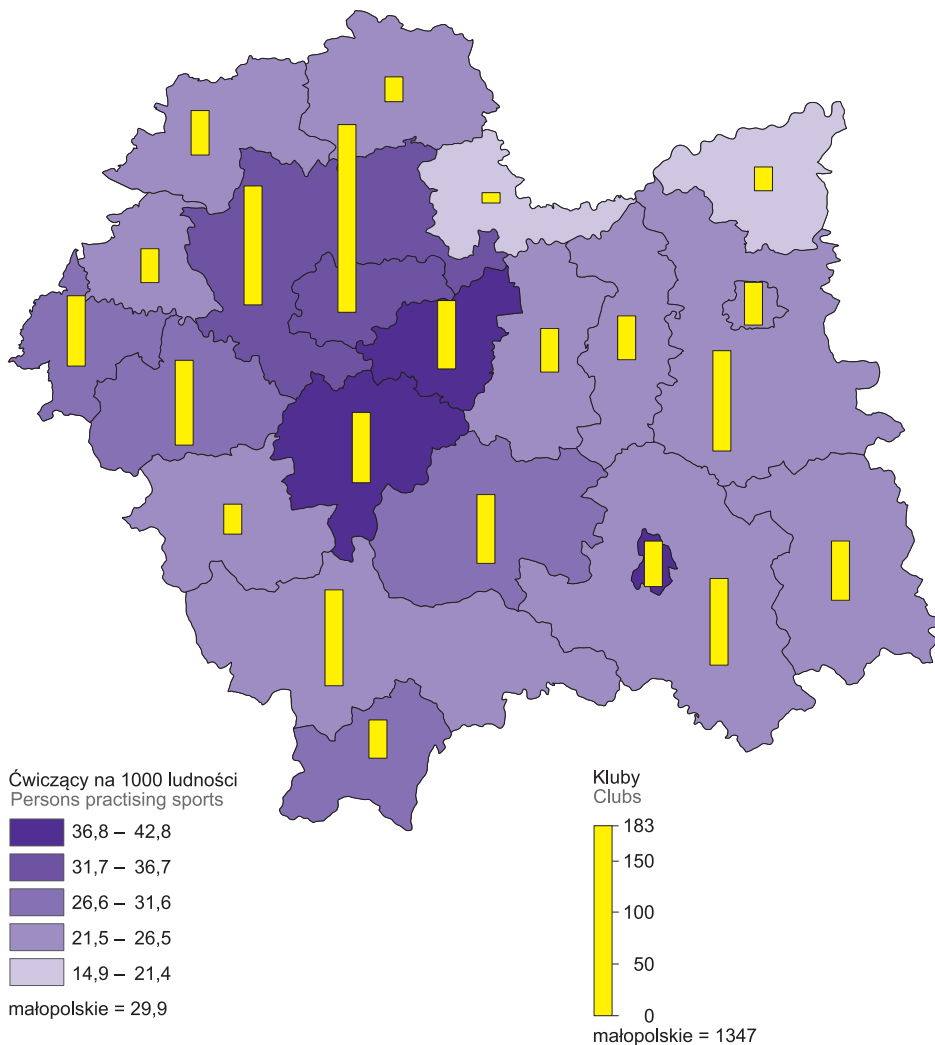 Ćwiczący na 1000 ludności
Persons practising sports
36,8 – 42,8
31,7 – 36,7
26,6 – 31,6
21,5 – 26,5
14,9 – 21,4
małopolskie = 29,9
Kluby
Clubs
183
150
100
50
0
małopolskie = 1347